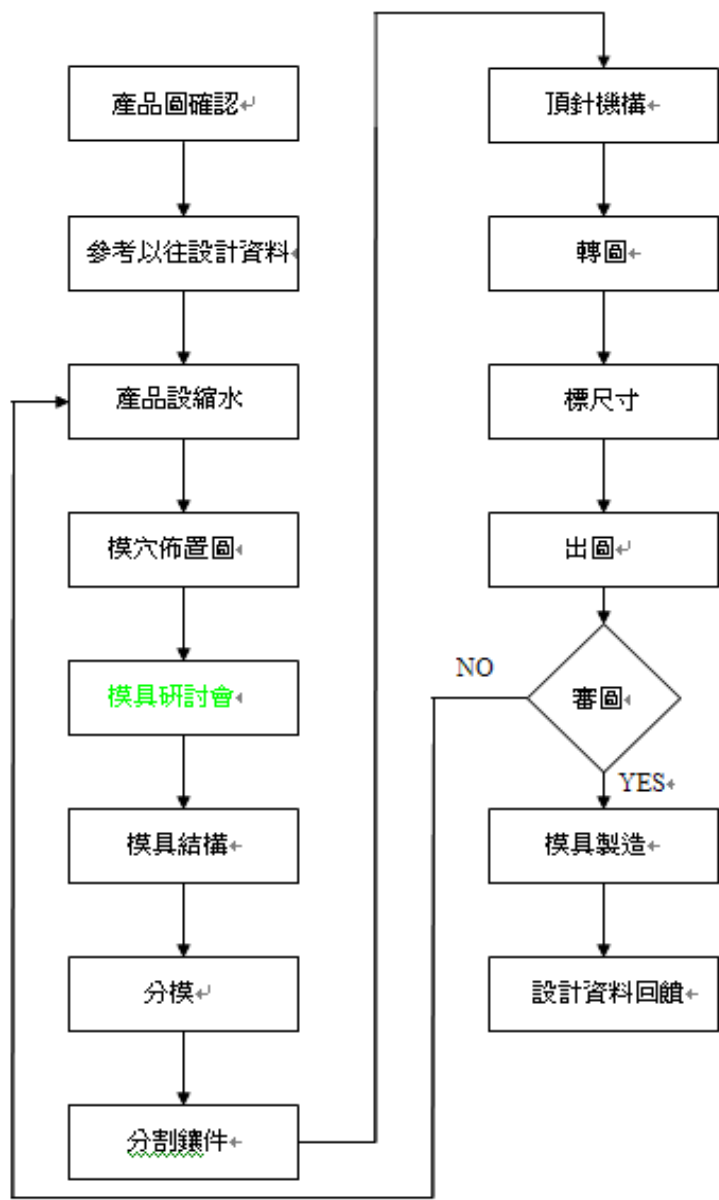 產品圖確認
參考以往設計資料
產品設縮水
模穴佈置圖
模具研討會
模具結構
分模
分割鑲件
頂針機構
轉圖
標尺寸
出圖
審圖
NO
YES
模具製造
設計資料回饋